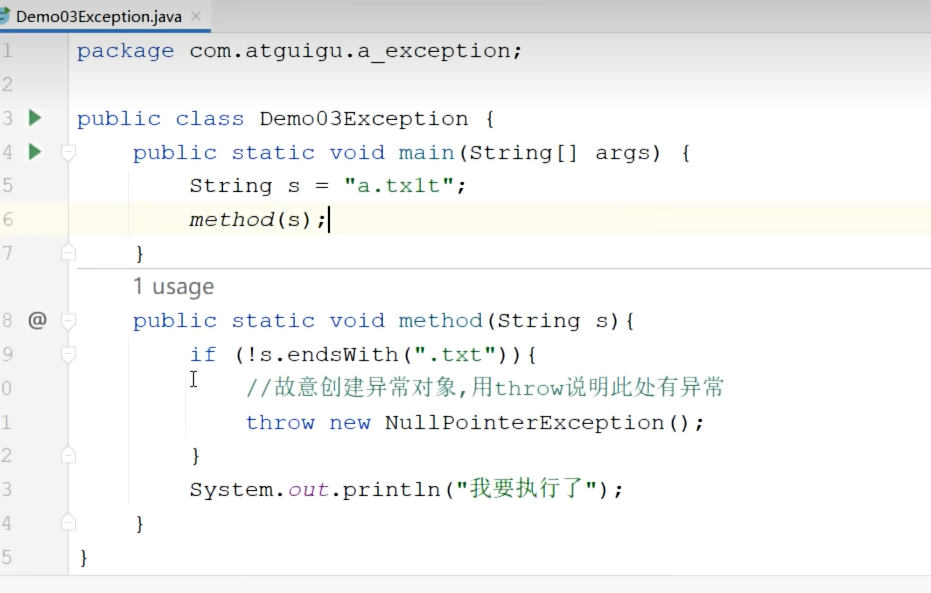 Demo03Exception.java
1 package com.atguigu.a_exception;
2
3 public class Demo03Exception {
4 public static void main(String[] args) {
5 String s = "a.tx1t";
6 method(s);
7 }
1 usage
8 @ public static void method(String s){
9 if (!s.endsWith(".txt")){
0 //故意创建异常对象,用throw说明此处有异常
1 throw new NullPointerException();
2 }
3 System.out.println("我要执行了");
4 }
5 }